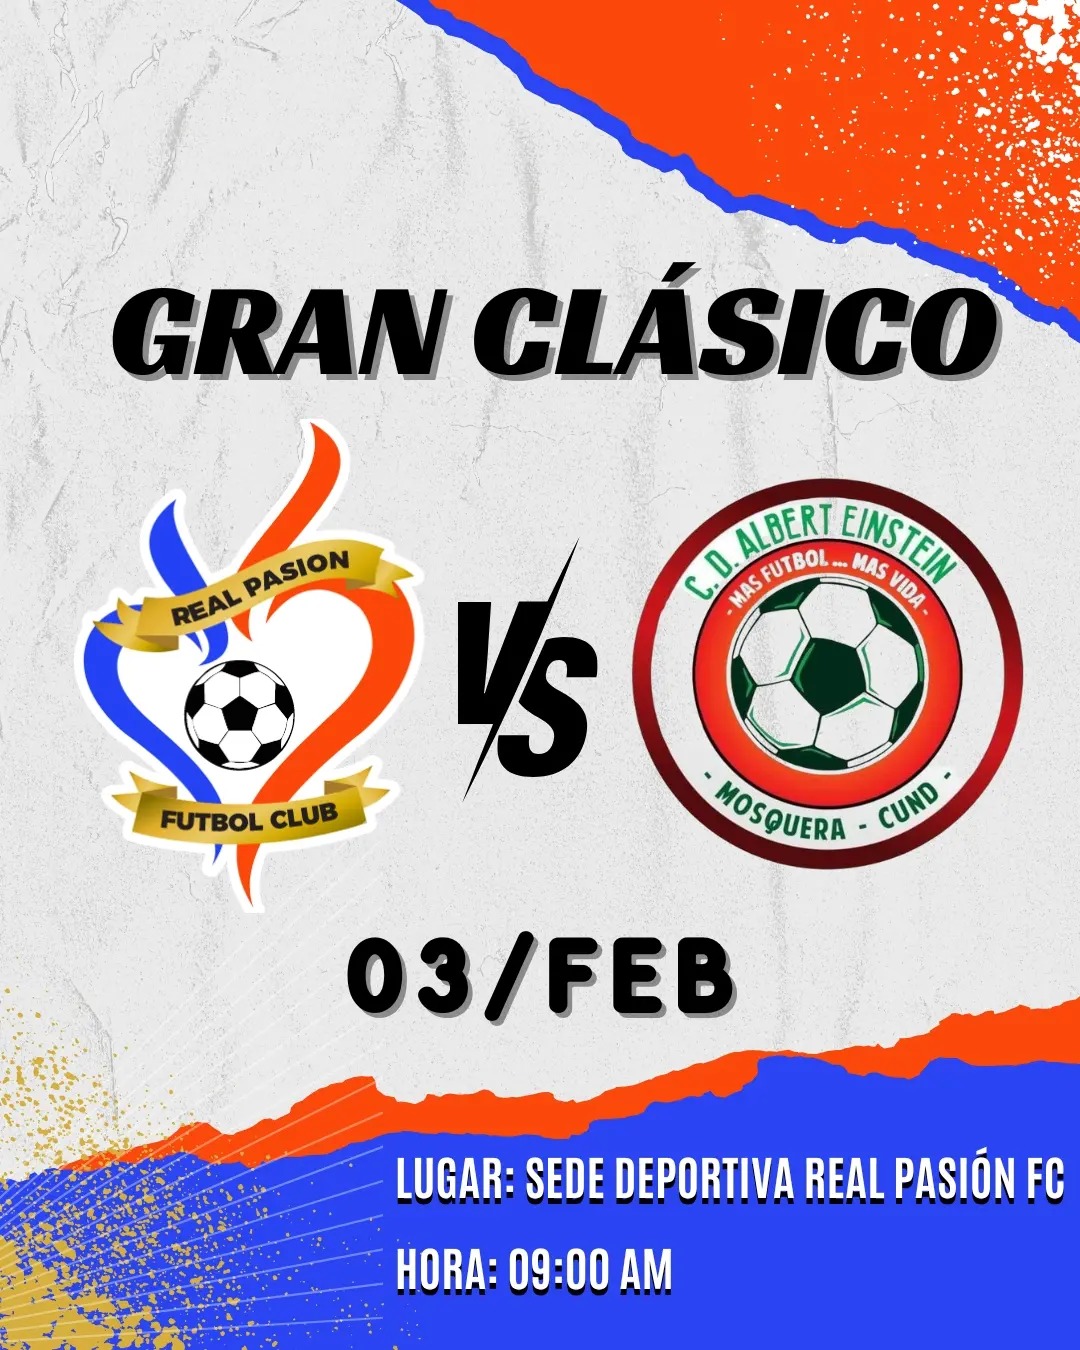 GRAN CLÁSICO
REAL PASION
FUTBOL CLUB
VS
C.D. ALBERT EINSTEIN
- MAS FUTBOL... MAS VIDA -
- MOSQUERA - CUND -
03/FEB
LUGAR: SEDE DEPORTIVA REAL PASIÓN FC
HORA: 09:00 AM